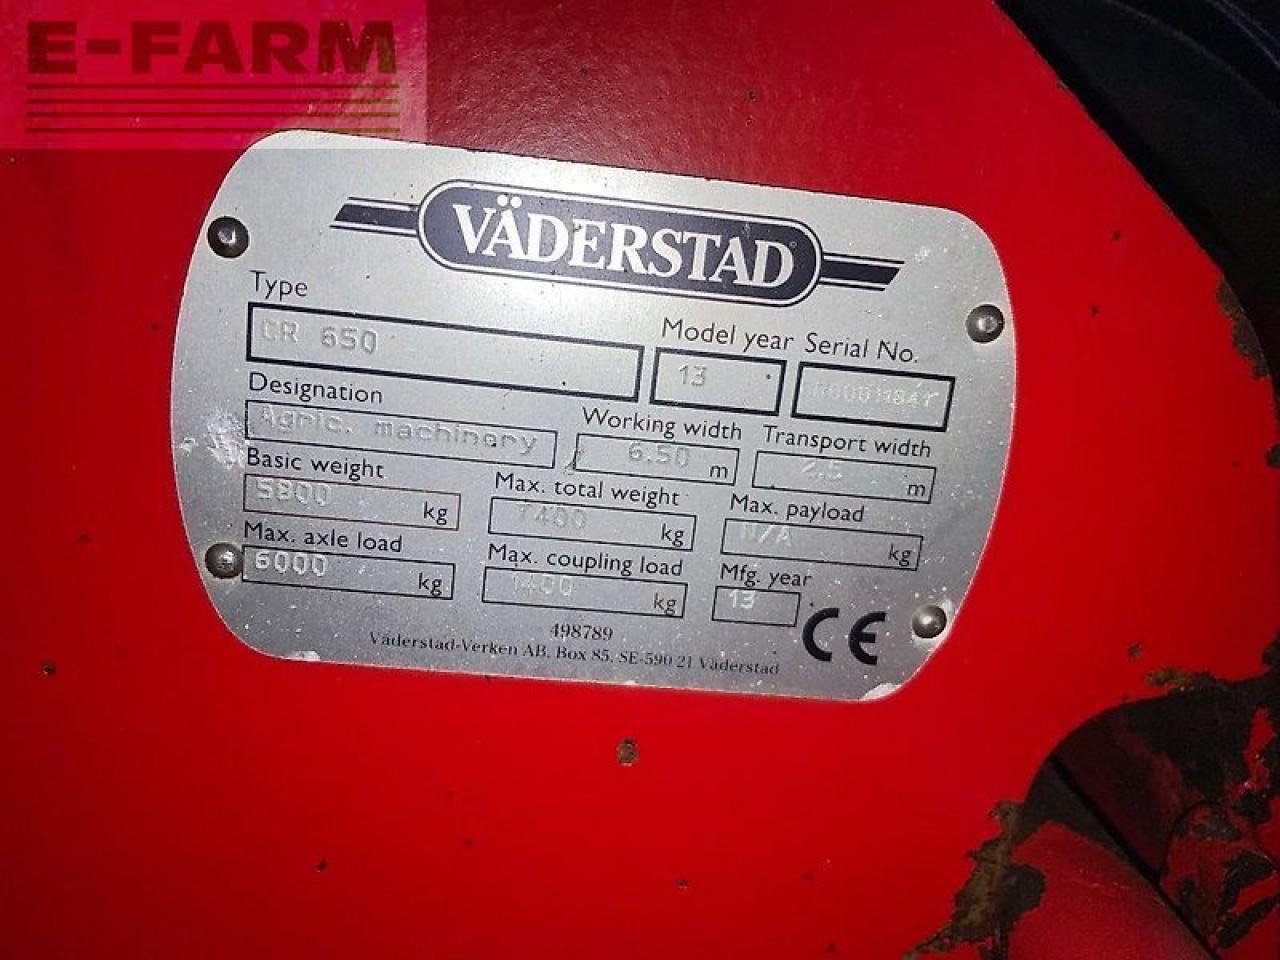 E-FARM
VÄDERSTAD
Type
CR 650
Model year
13
Serial No.
Designation
Agric. machinery
Working width
6.50 m
Transport width
2,5 m
Basic weight
5800 kg
Max. total weight
7400 kg
Max. payload
N/A kg
Max. axle load
6000 kg
Max. coupling load
1400 kg
Mfg. year
13
CE
498789
Väderstad-Verken AB, Box 85, SE-590 21 Väderstad